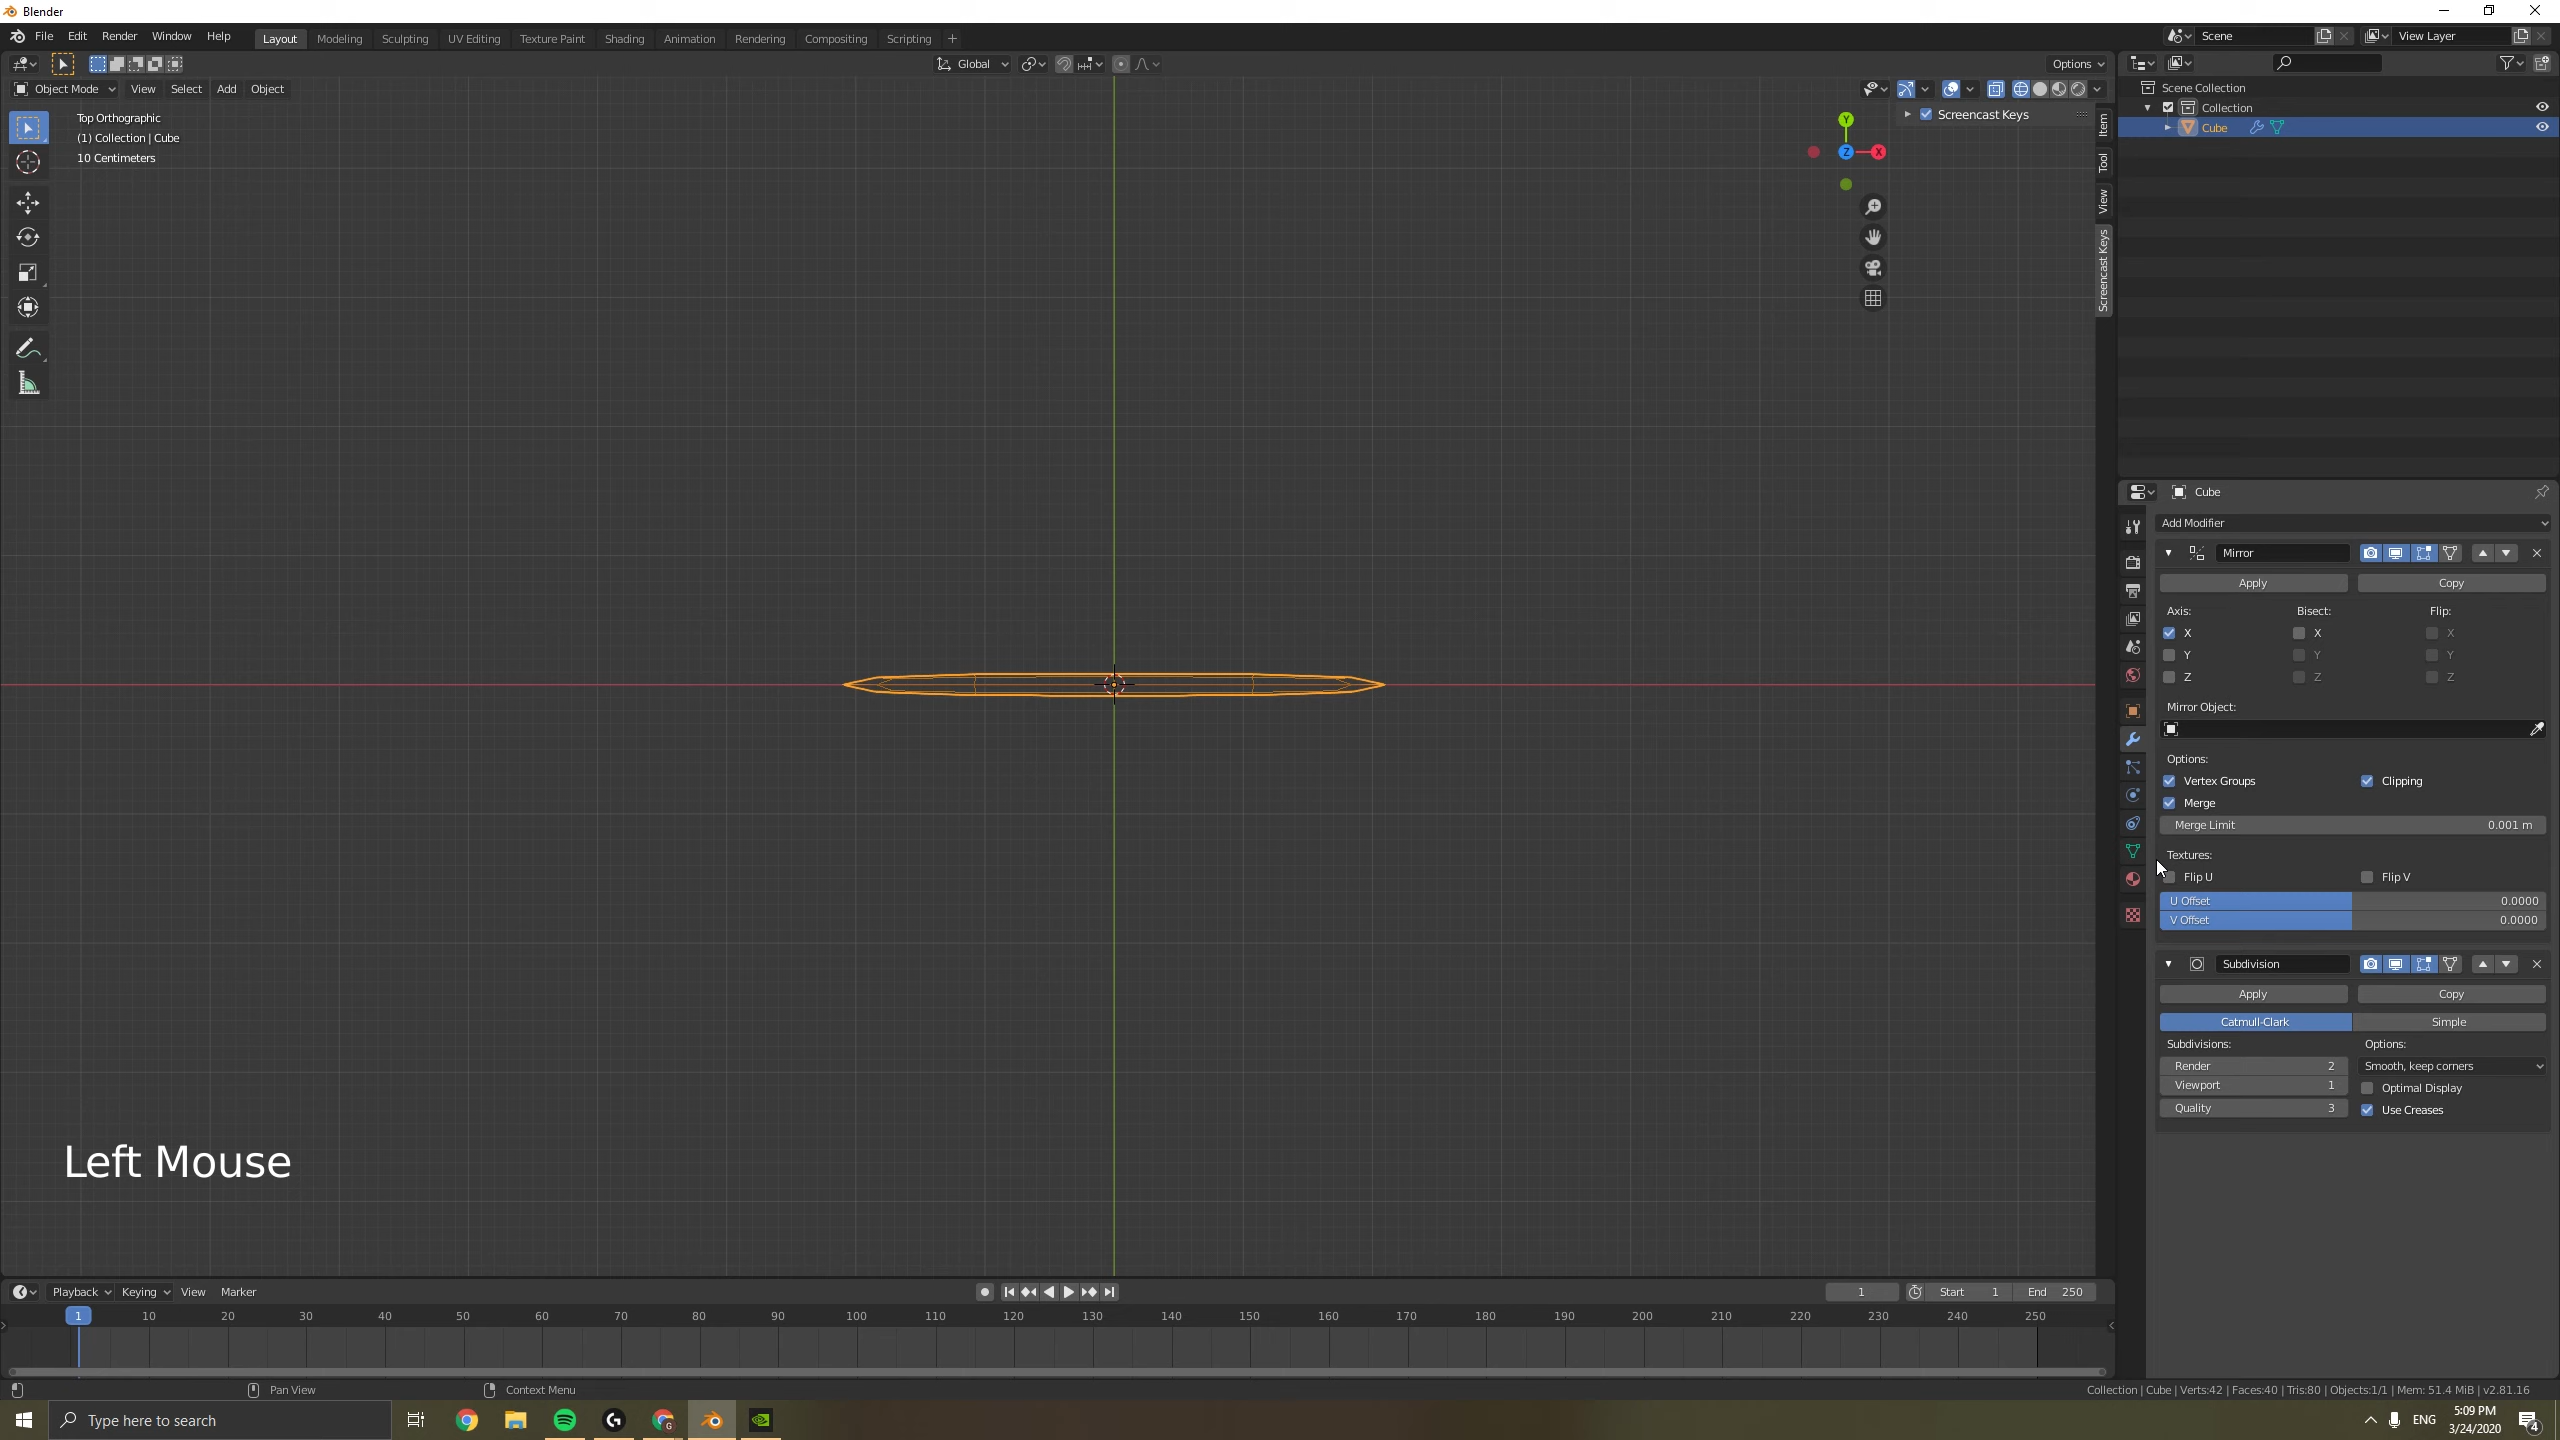 Blender
File Edit Render Window Help Layout Modeling Sculpting UV Editing Texture Paint Shading Animation Rendering Compositing Scripting + Scene View Layer
Global Options
Object Mode View Select Add Object
Top Orthographic
(1) Collection | Cube
10 Centimeters
Y
Z
X
Screencast Keys
Item
Tool
View
Screencast Keys
Scene Collection
Collection
Cube
Cube
Add Modifier
Mirror
Apply Copy
Axis: Bisect: Flip:
X X X
Y Y Y
Z Z Z
Mirror Object:
Options:
Vertex Groups Clipping
Merge
Merge Limit 0.001 m
Textures:
Flip U Flip V
U Offset 0.0000
V Offset 0.0000
Subdivision
Apply Copy
Catmull-Clark Simple
Subdivisions: Options:
Render 2 Smooth, keep corners
Viewport 1 Optimal Display
Quality 3 Use Creases
Left Mouse
Playback Keying View Marker 1 Start 1 End 250
1 10 20 30 40 50 60 70 80 90 100 110 120 130 140 150 160 170 180 190 200 210 220 230 240 250
Pan View Context Menu Collection | Cube | Verts:42 | Faces:40 | Tris:80 | Objects:1/1 | Mem: 51.4 MiB | v2.81.16
Type here to search ENG 5:09 PM
3/24/2020
4